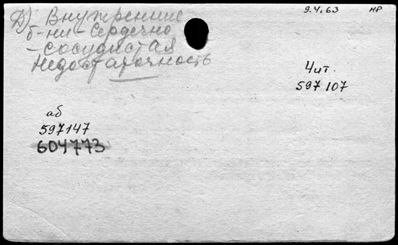 Д) Внутренние
б-ни - Сердечно
- сосудистая
Недостаточность
9.4.63 НР
Чит.
597107
аб
597147
604773